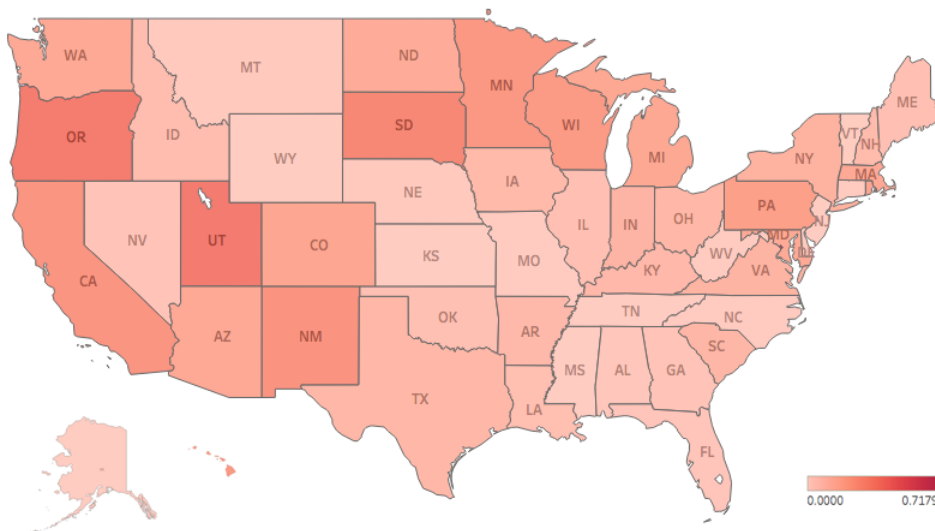 WA
MT
ND
MN
ME
OR
ID
SD
WI
VT
NH
WY
MI
NY
MA
NE
IA
PA
NV
UT
CO
IL
IN
OH
NJ
KS
MO
WV
MD
DE
CA
KY
VA
AZ
NM
OK
AR
TN
NC
SC
TX
LA
MS
AL
GA
FL
0.0000 0.7179